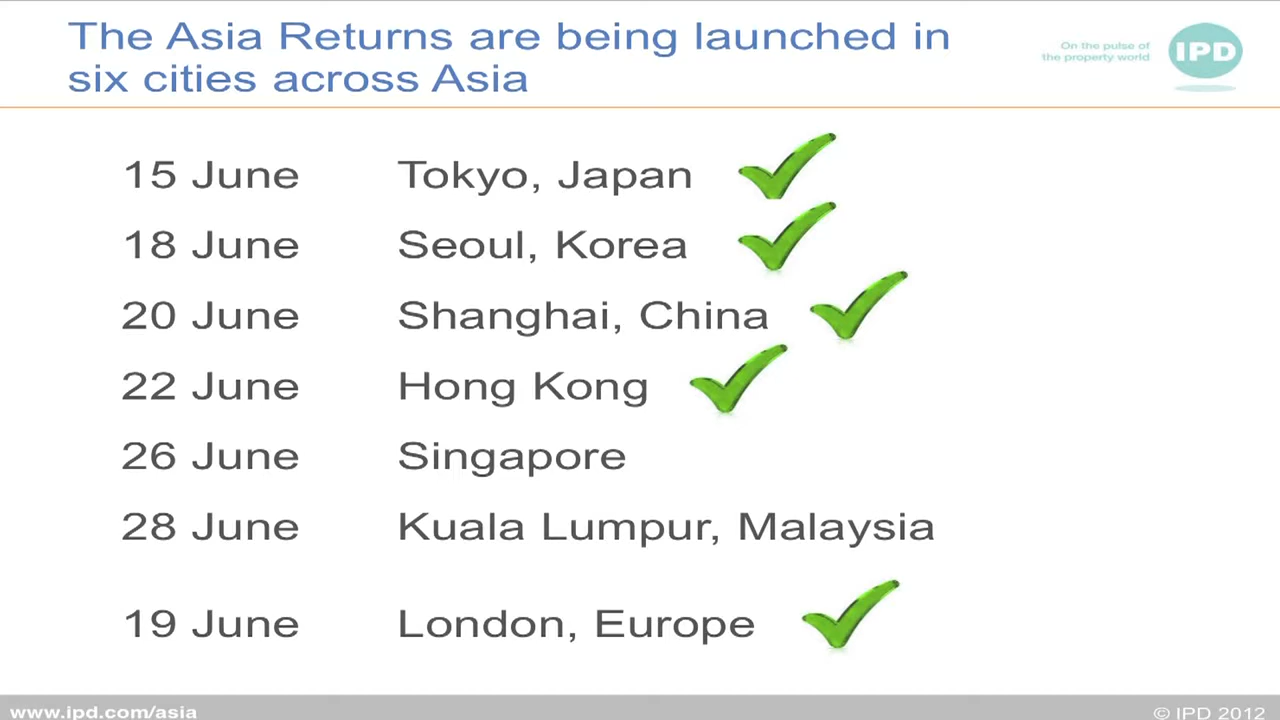 The Asia Returns are being launched in
six cities across Asia
On the pulse of
the property world
IPD
15 June Tokyo, Japan
18 June Seoul, Korea
20 June Shanghai, China
22 June Hong Kong
26 June Singapore
28 June Kuala Lumpur, Malaysia
19 June London, Europe
www.ipd.com/asia
© IPD 2012